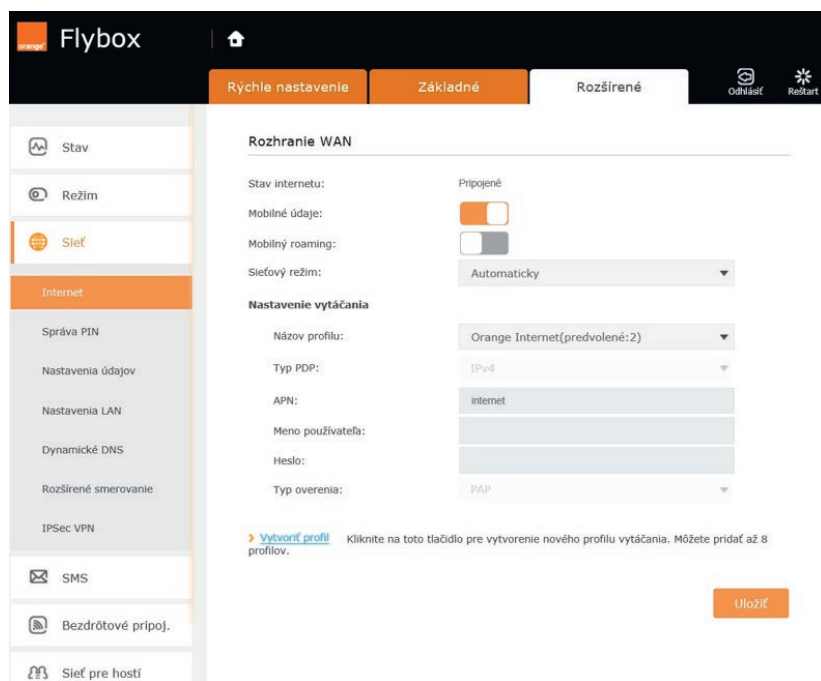 orange Flybox
Rýchle nastavenie Základné Rozšírené Odhlásiť Reštart
Stav
Režim
Sieť
Internet
Správa PIN
Nastavenia údajov
Nastavenia LAN
Dynamické DNS
Rozšírené smerovanie
IPSec VPN
SMS
Bezdrôtové pripoj.
Sieť pre hostí
Rozhranie WAN
Stav internetu: Pripojené
Mobilné údaje:
Mobilný roaming:
Sieťový režim: Automaticky
Nastavenie vytáčania
Názov profilu: Orange Internet(predvolené:2)
Typ PDP: IPv4
APN: internet
Meno používateľa:
Heslo:
Typ overenia: PAP
Vytvoriť profil Kliknite na toto tlačidlo pre vytvorenie nového profilu vytáčania. Môžete pridať až 8
profilov.
Uložiť